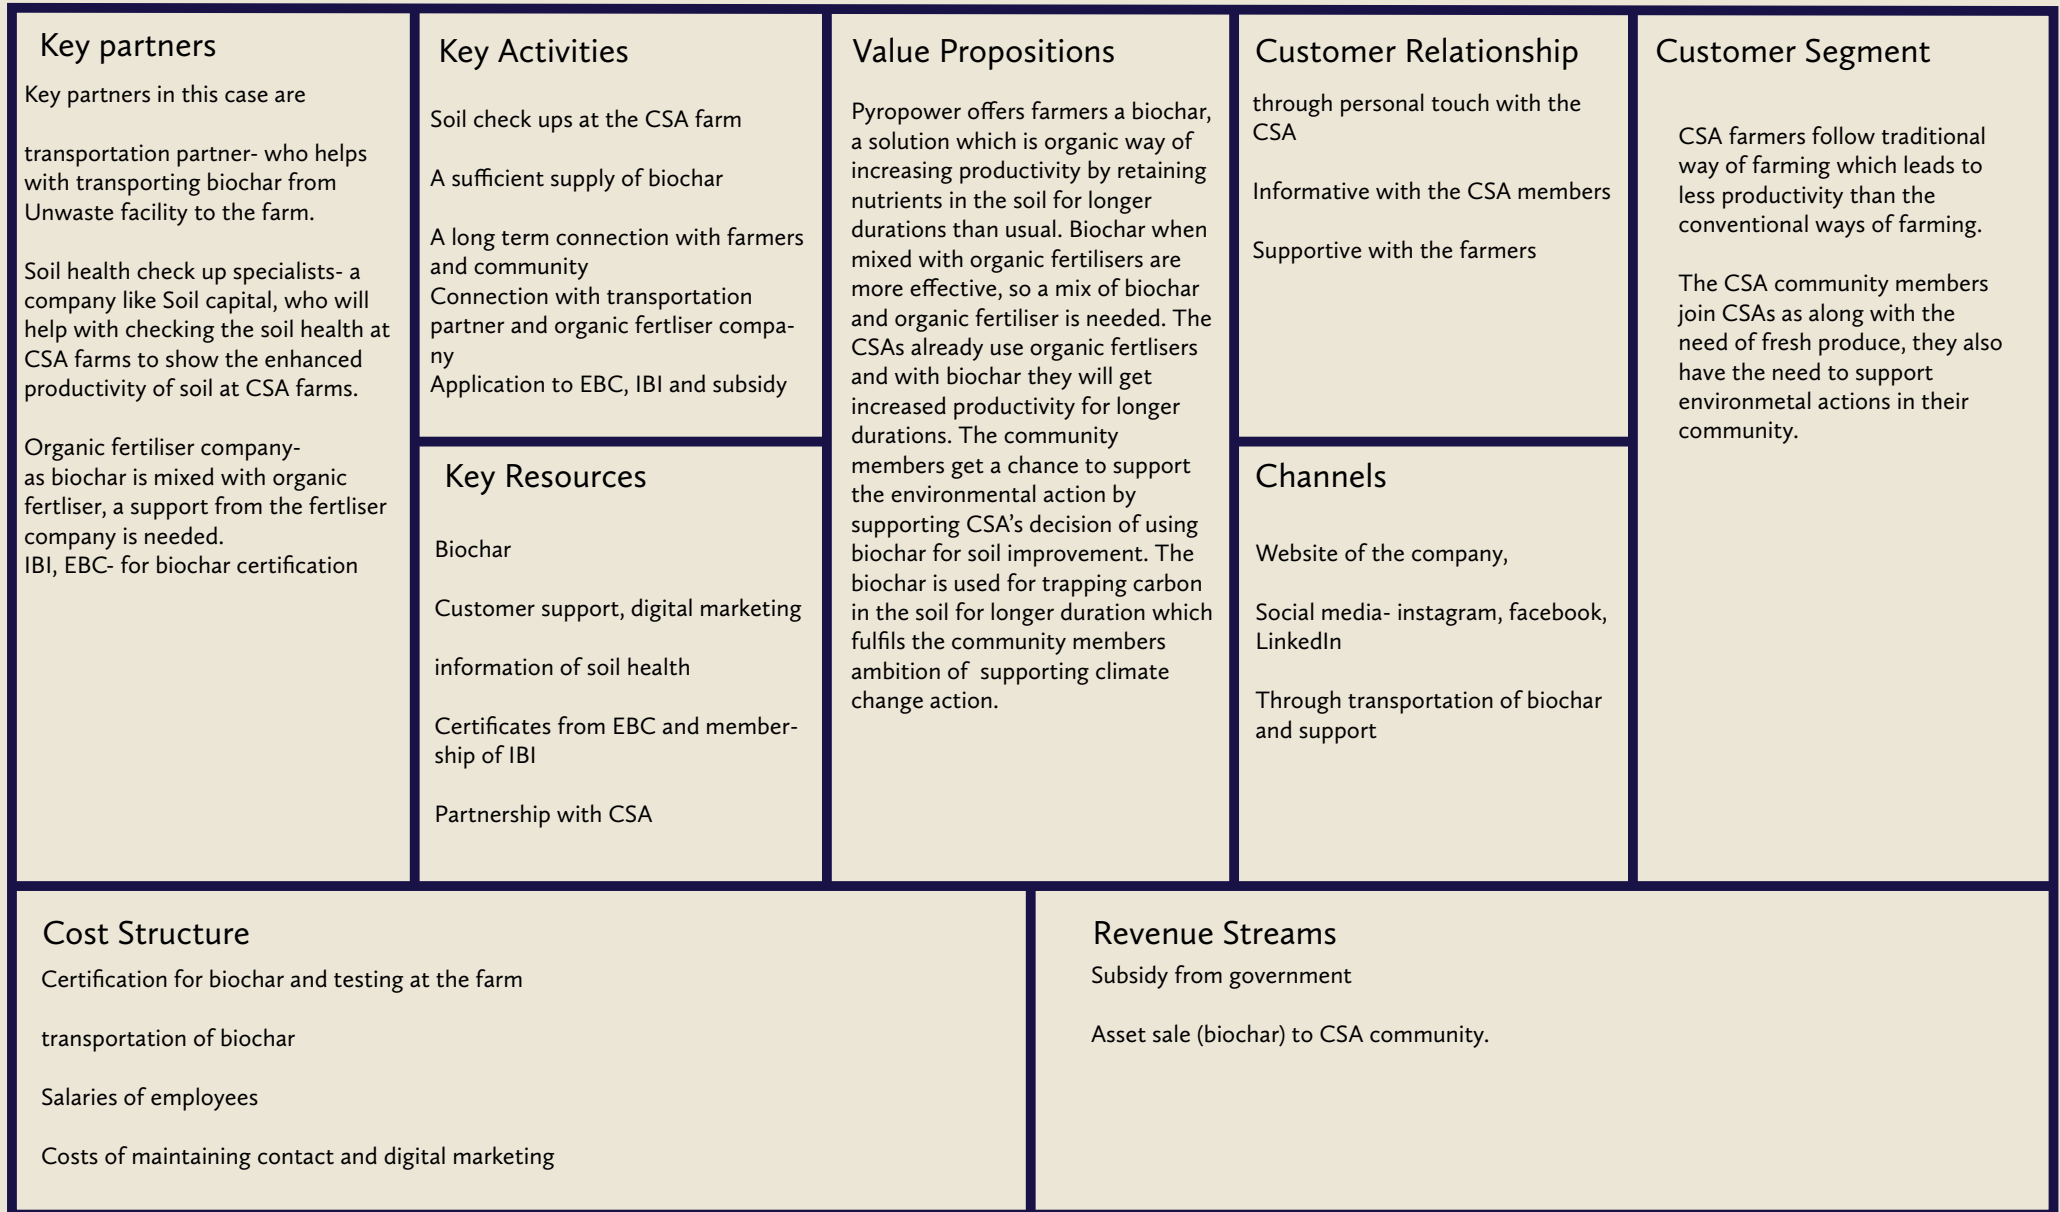 Key partners
Key partners in this case are
transportation partner- who helps
with transporting biochar from
Unwaste facility to the farm.
Soil health check up specialists- a
company like Soil capital, who will
help with checking the soil health at
CSA farms to show the enhanced
productivity of soil at CSA farms.
Organic fertiliser company-
as biochar is mixed with organic
fertliser, a support from the fertliser
company is needed.
IBI, EBC- for biochar certification
Key Activities
Soil check ups at the CSA farm
A sufficient supply of biochar
A long term connection with farmers
and community
Connection with transportation
partner and organic fertliser compa-
ny
Application to EBC, IBI and subsidy
Key Resources
Biochar
Customer support, digital marketing
information of soil health
Certificates from EBC and member-
ship of IBI
Partnership with CSA
Value Propositions
Pyropower offers farmers a biochar,
a solution which is organic way of
increasing productivity by retaining
nutrients in the soil for longer
durations than usual. Biochar when
mixed with organic fertilisers are
more effective, so a mix of biochar
and organic fertiliser is needed. The
CSAs already use organic fertlisers
and with biochar they will get
increased productivity for longer
durations. The community
members get a chance to support
the environmental action by
supporting CSA's decision of using
biochar for soil improvement. The
biochar is used for trapping carbon
in the soil for longer duration which
fulfils the community members
ambition of supporting climate
change action.
Customer Relationship
through personal touch with the
CSA
Informative with the CSA members
Supportive with the farmers
Channels
Website of the company,
Social media- instagram, facebook,
LinkedIn
Through transportation of biochar
and support
Customer Segment
CSA farmers follow traditional
way of farming which leads to
less productivity than the
conventional ways of farming.
The CSA community members
join CSAs as along with the
need of fresh produce, they also
have the need to support
environmetal actions in their
community.
Cost Structure
Certification for biochar and testing at the farm
transportation of biochar
Salaries of employees
Costs of maintaining contact and digital marketing
Revenue Streams
Subsidy from government
Asset sale (biochar) to CSA community.